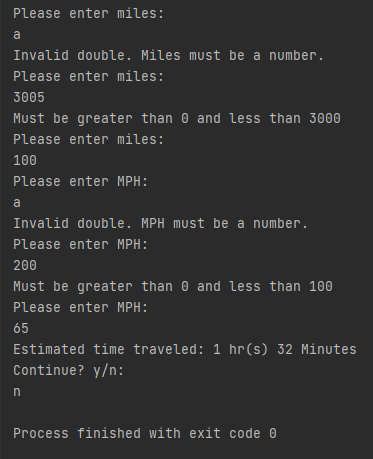 Please enter miles:
a
Invalid double. Miles must be a number.
Please enter miles:
3005
Must be greater than 0 and less than 3000
Please enter miles:
100
Please enter MPH:
a
Invalid double. MPH must be a number.
Please enter MPH:
200
Must be greater than 0 and less than 100
Please enter MPH:
65
Estimated time traveled: 1 hr(s) 32 Minutes
Continue? y/n:
n
Process finished with exit code 0